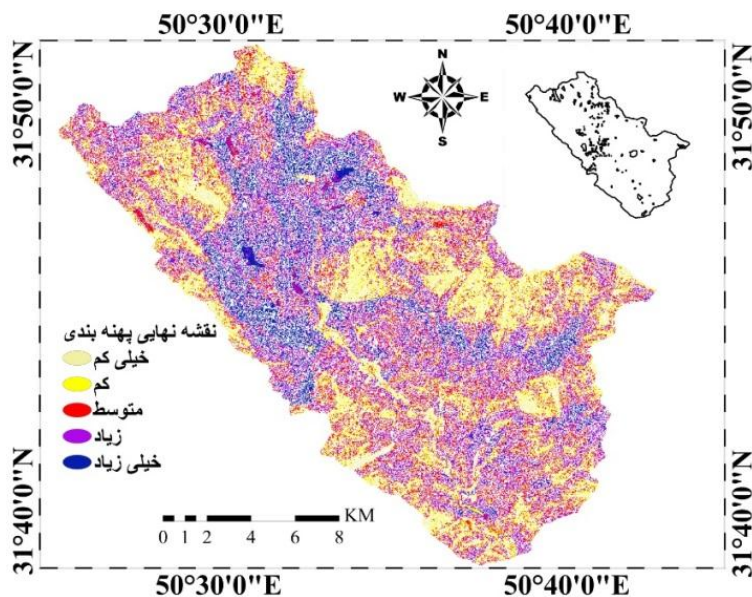 50°30'0"E 50°40'0"E
31°50'0"N 31°50'0"N
N
W E
S
نقشه نهایی پهنه بندی
خیلی کم
کم
متوسط
زیاد
خیلی زیاد
31°40'0"N 31°40'0"N
KM
0 1 2 4 6 8
50°30'0"E 50°40'0"E